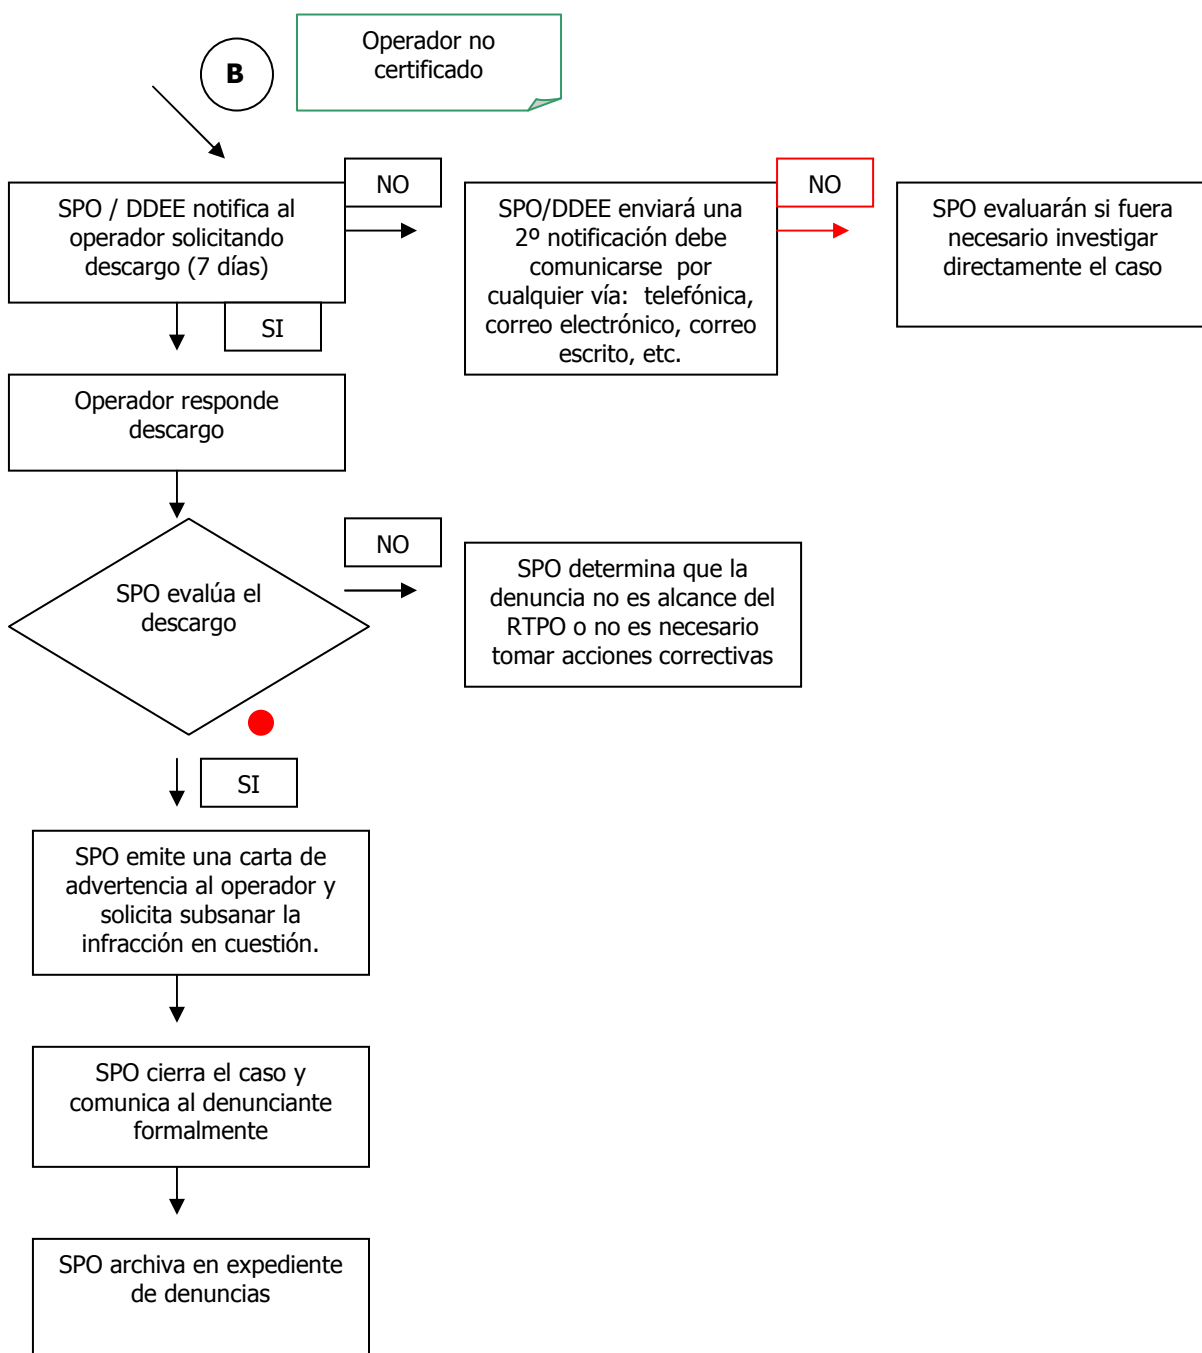 B
Operador no
certificado
SPO / DDEE notifica al
operador solicitando
descargo (7 días)
NO
SPO/DDEE enviará una
2º notificación debe
comunicarse por
cualquier vía: telefónica,
correo electrónico, correo
escrito, etc.
NO
SPO evaluarán si fuera
necesario investigar
directamente el caso
SI
Operador responde
descargo
SPO evalúa el
descargo
NO
SPO determina que la
denuncia no es alcance del
RTPO o no es necesario
tomar acciones correctivas
SI
SPO emite una carta de
advertencia al operador y
solicita subsanar la
infracción en cuestión.
SPO cierra el caso y
comunica al denunciante
formalmente
SPO archiva en expediente
de denuncias